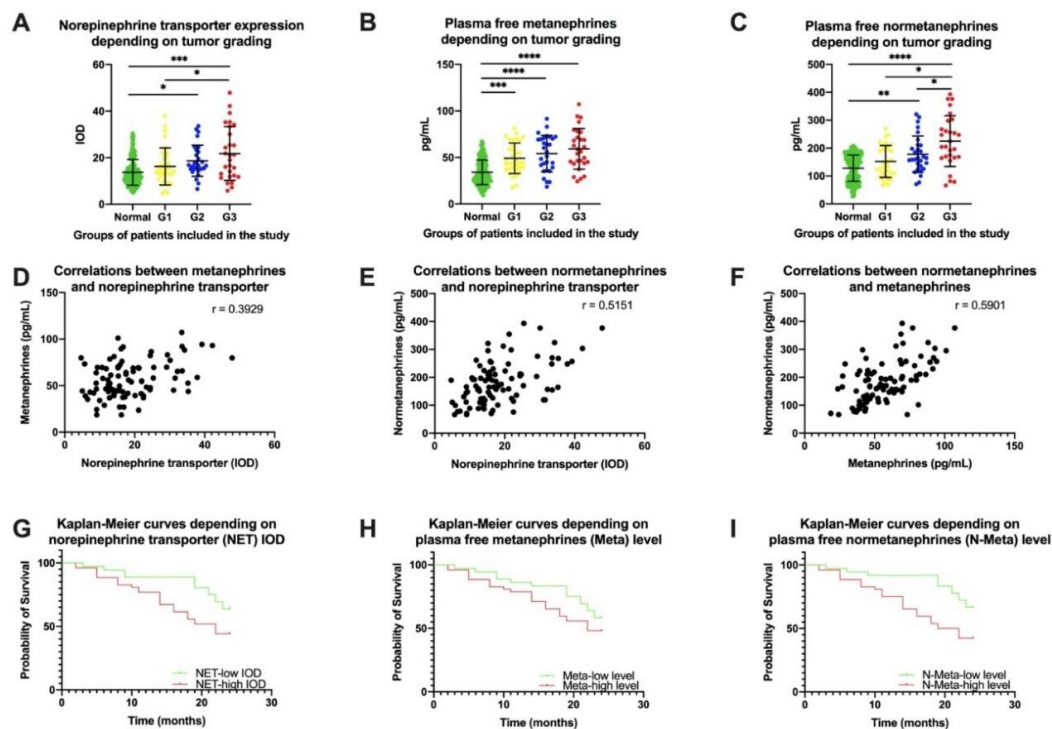 A
Norepinephrine transporter expression
depending on tumor grading
***
*
*
60
40
20
0
IOD
Normal
G1
G2
G3
Groups of patients included in the study
B
Plasma free metanephrines
depending on tumor grading
****
****
***
150
100
50
0
pg/mL
Normal
G1
G2
G3
Groups of patients included in the study
C
Plasma free normetanephrines
depending on tumor grading
****
*
*
**
500
400
300
200
100
0
pg/mL
Normal
G1
G2
G3
Groups of patients included in the study
D
Correlations between metanephrines
and norepinephrine transporter
r = 0.3929
150
100
50
0
Metanephrines (pg/mL)
0
20
40
60
Norepinephrine transporter (IOD)
E
Correlations between normetanephrines
and norepinephrine transporter
r = 0.5151
500
400
300
200
100
0
Normetanephrines (pg/mL)
0
20
40
60
Norepinephrine transporter (IOD)
F
Correlations between normetanephrines
and metanephrines
r = 0.5901
500
400
300
200
100
0
Normetanephrines (pg/mL)
0
50
100
150
Metanephrines (pg/mL)
G
Kaplan-Meier curves depending on
norepinephrine transporter (NET) IOD
100
50
0
Probability of Survival
NET-low IOD
NET-high IOD
0
10
20
30
Time (months)
H
Kaplan-Meier curves depending on
plasma free metanephrines (Meta) level
100
50
0
Probability of Survival
Meta-low level
Meta-high level
0
10
20
30
Time (months)
I
Kaplan-Meier curves depending on
plasma free normetanephrines (N-Meta) level
100
50
0
Probability of Survival
N-Meta-low level
N-Meta-high level
0
10
20
30
Time (months)